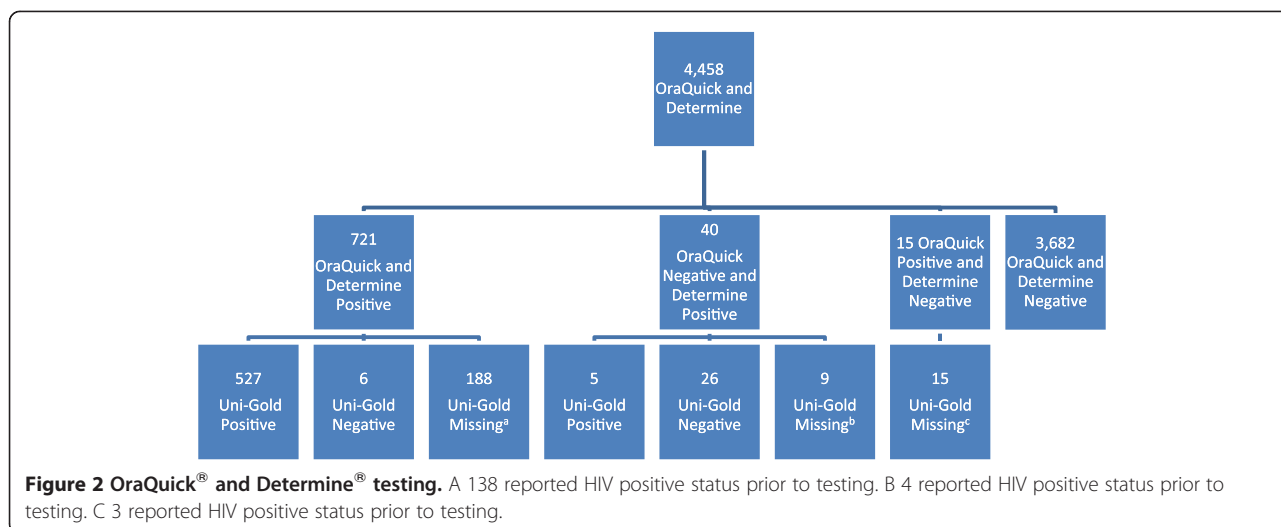 4,458
OraQuick and
Determine
721
OraQuick and
Determine
Positive
40
OraQuick
Negative and
Determine
Positive
15 OraQuick
Positive and
Determine
Negative
3,682
OraQuick and
Determine
Negative
527
Uni-Gold
Positive
6
Uni-Gold
Negative
188
Uni-Gold
Missingᵃ
5
Uni-Gold
Positive
26
Uni-Gold
Negative
9
Uni-Gold
Missingᵇ
15
Uni-Gold
Missingᶜ
Figure 2 OraQuick® and Determine® testing. A 138 reported HIV positive status prior to testing. B 4 reported HIV positive status prior to
testing. C 3 reported HIV positive status prior to testing.